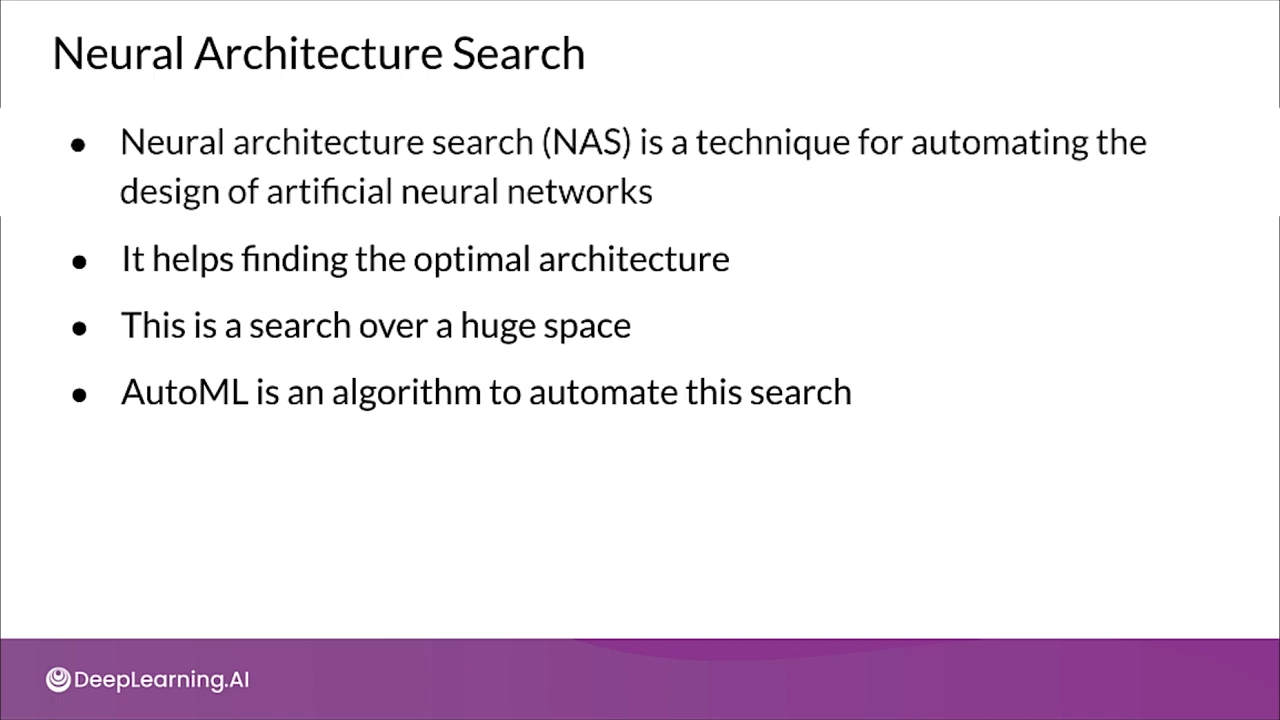 Neural Architecture Search
● Neural architecture search (NAS) is a technique for automating the
design of artificial neural networks
● It helps finding the optimal architecture
● This is a search over a huge space
● AutoML is an algorithm to automate this search
DeepLearning.AI